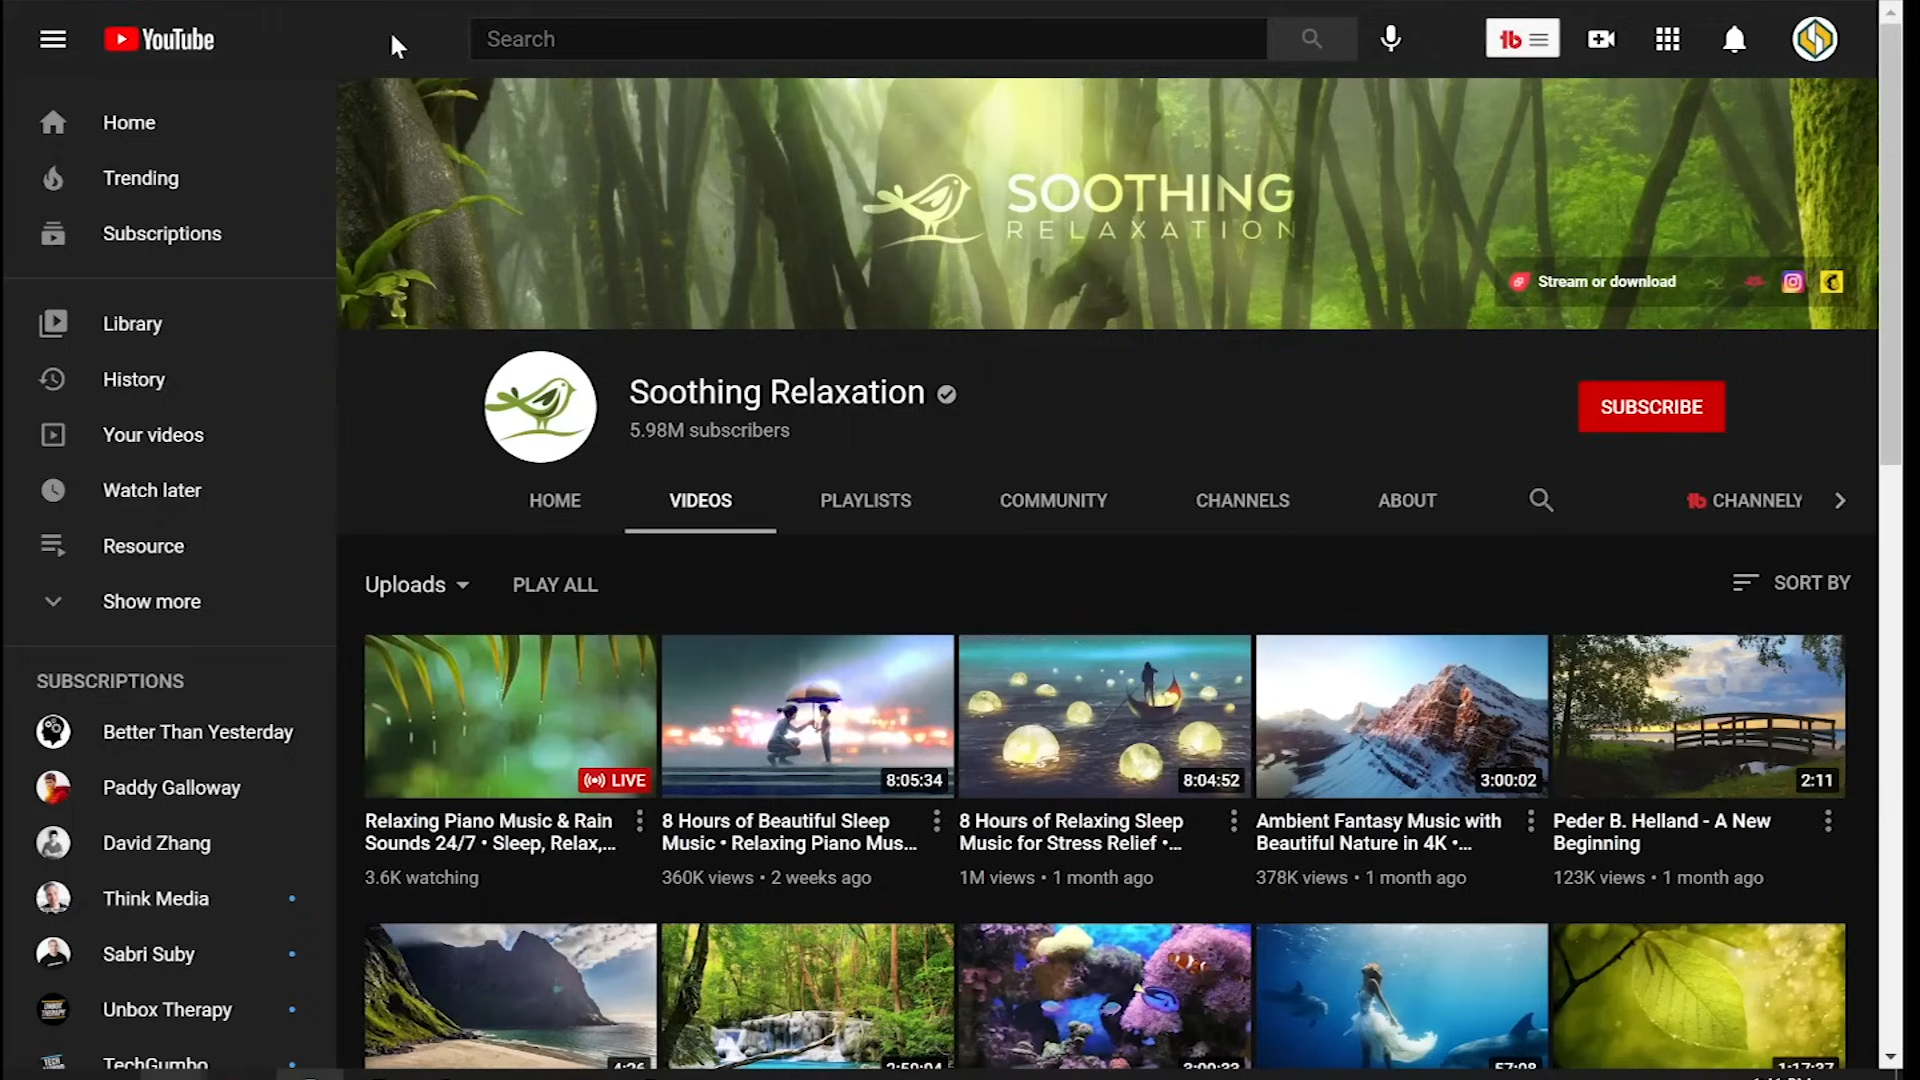 YouTube
Search
Home
Trending
Subscriptions
Library
History
Your videos
Watch later
Resource
Show more
SUBSCRIPTIONS
Better Than Yesterday
Paddy Galloway
David Zhang
Think Media
Sabri Suby
Unbox Therapy
TechGumbo
SOOTHING
RELAXATION
Stream or download
Soothing Relaxation
5.98M subscribers
SUBSCRIBE
HOME
VIDEOS
PLAYLISTS
COMMUNITY
CHANNELS
ABOUT
CHANNELY
Uploads
PLAY ALL
SORT BY
LIVE
8:05:34
8:04:52
3:00:02
2:11
Relaxing Piano Music & Rain
Sounds 24/7 • Sleep, Relax,...
3.6K watching
8 Hours of Beautiful Sleep
Music • Relaxing Piano Mus...
360K views • 2 weeks ago
8 Hours of Relaxing Sleep
Music for Stress Relief •...
1M views • 1 month ago
Ambient Fantasy Music with
Beautiful Nature in 4K •...
378K views • 1 month ago
Peder B. Helland - A New
Beginning
123K views • 1 month ago